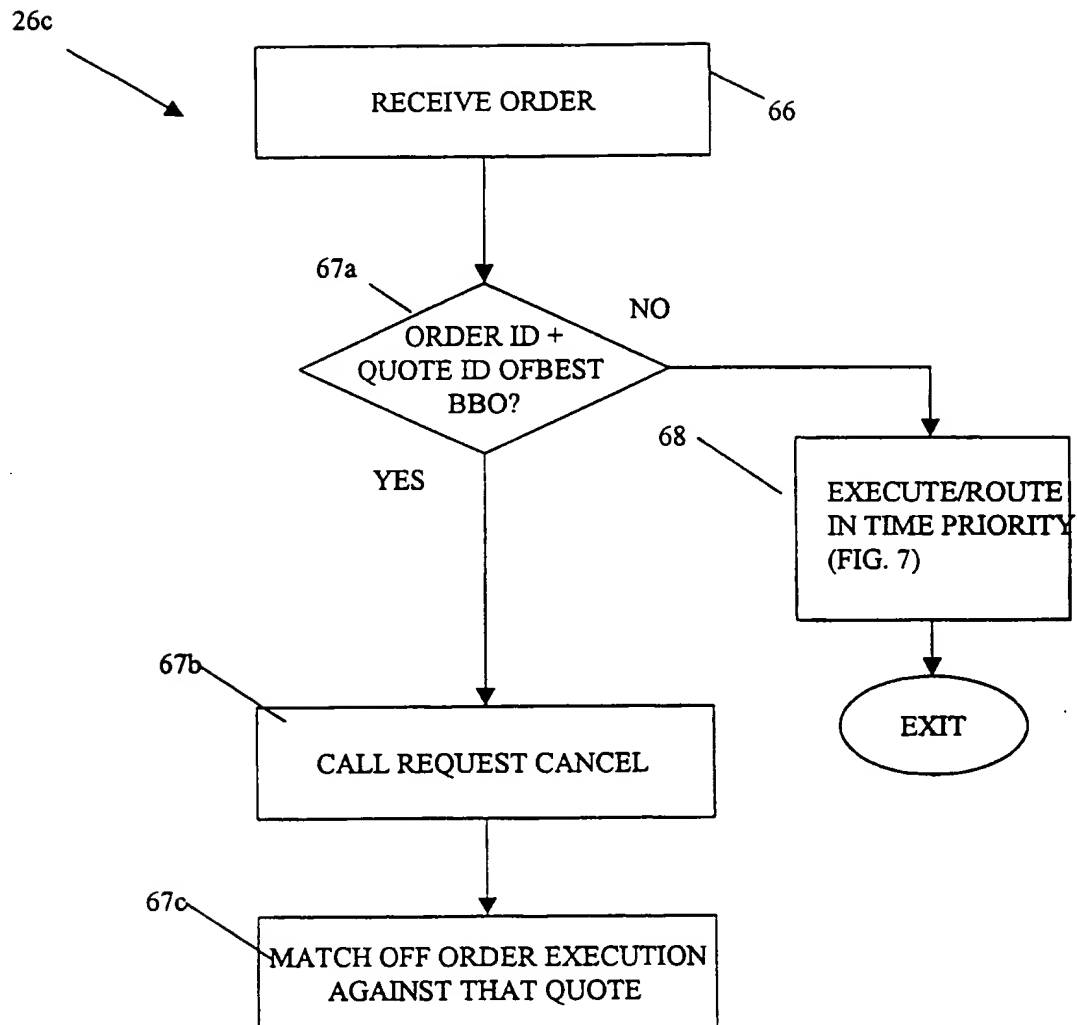 26c
RECEIVE ORDER
66
67a
NO
ORDER ID +
QUOTE ID OFBEST
BBO?
68
YES
EXECUTE/ROUTE
IN TIME PRIORITY
(FIG. 7)
67b
EXIT
CALL REQUEST CANCEL
67c
MATCH OFF ORDER EXECUTION
AGAINST THAT QUOTE